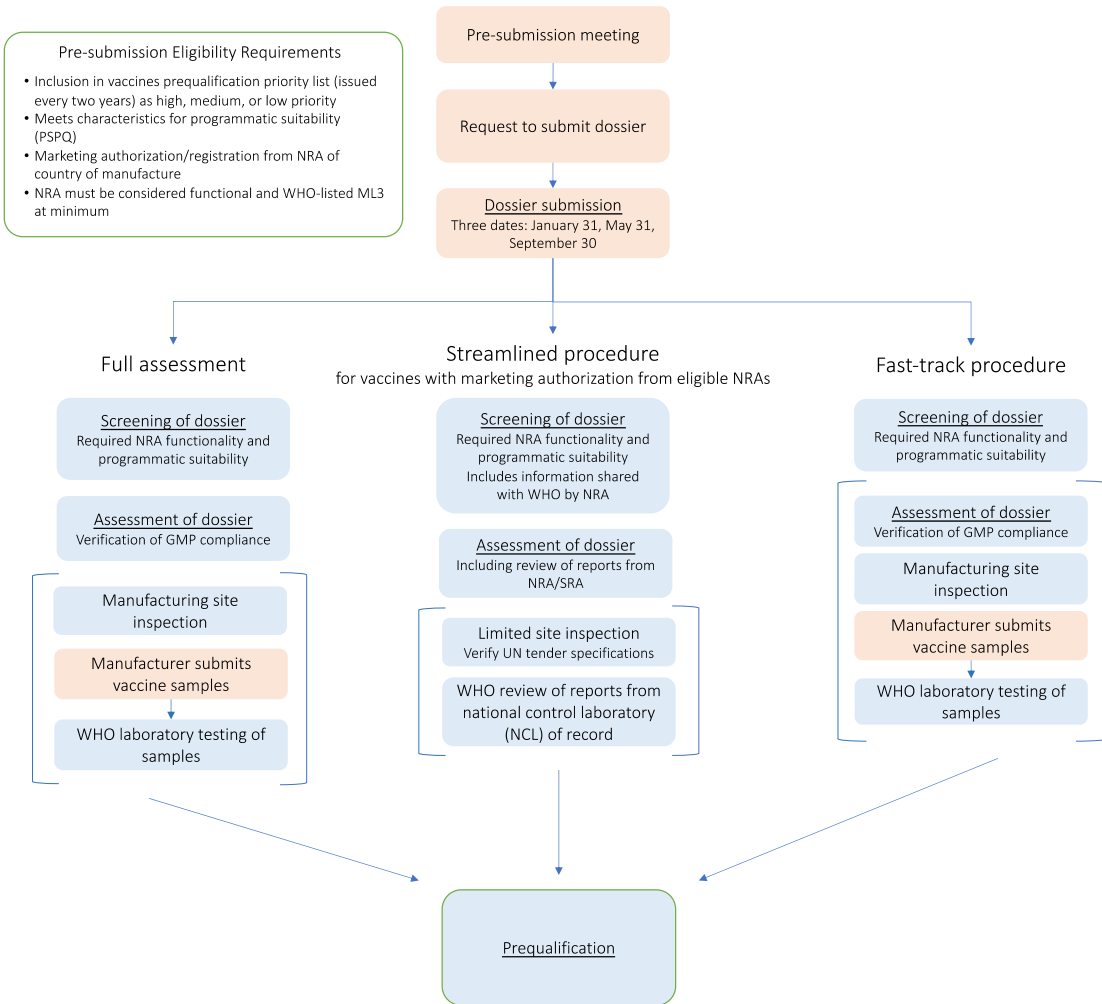 Pre-submission meeting
Pre-submission Eligibility Requirements
• Inclusion in vaccines prequalification priority list (issued
every two years) as high, medium, or low priority
• Meets characteristics for programmatic suitability
(PSPQ)
• Marketing authorization/registration from NRA of
country of manufacture
• NRA must be considered functional and WHO-listed ML3
at minimum
Request to submit dossier
Dossier submission
Three dates: January 31, May 31,
September 30
Full assessment
Screening of dossier
Required NRA functionality and
programmatic suitability
Assessment of dossier
Verification of GMP compliance
Manufacturing site
inspection
Manufacturer submits
vaccine samples
WHO laboratory testing of
samples
Streamlined procedure
for vaccines with marketing authorization from eligible NRAs
Screening of dossier
Required NRA functionality and
programmatic suitability
Includes information shared
with WHO by NRA
Assessment of dossier
Including review of reports from
NRA/SRA
Limited site inspection
Verify UN tender specifications
WHO review of reports from
national control laboratory
(NCL) of record
Fast-track procedure
Screening of dossier
Required NRA functionality and
programmatic suitability
Assessment of dossier
Verification of GMP compliance
Manufacturing site
inspection
Manufacturer submits
vaccine samples
WHO laboratory testing of
samples
Prequalification